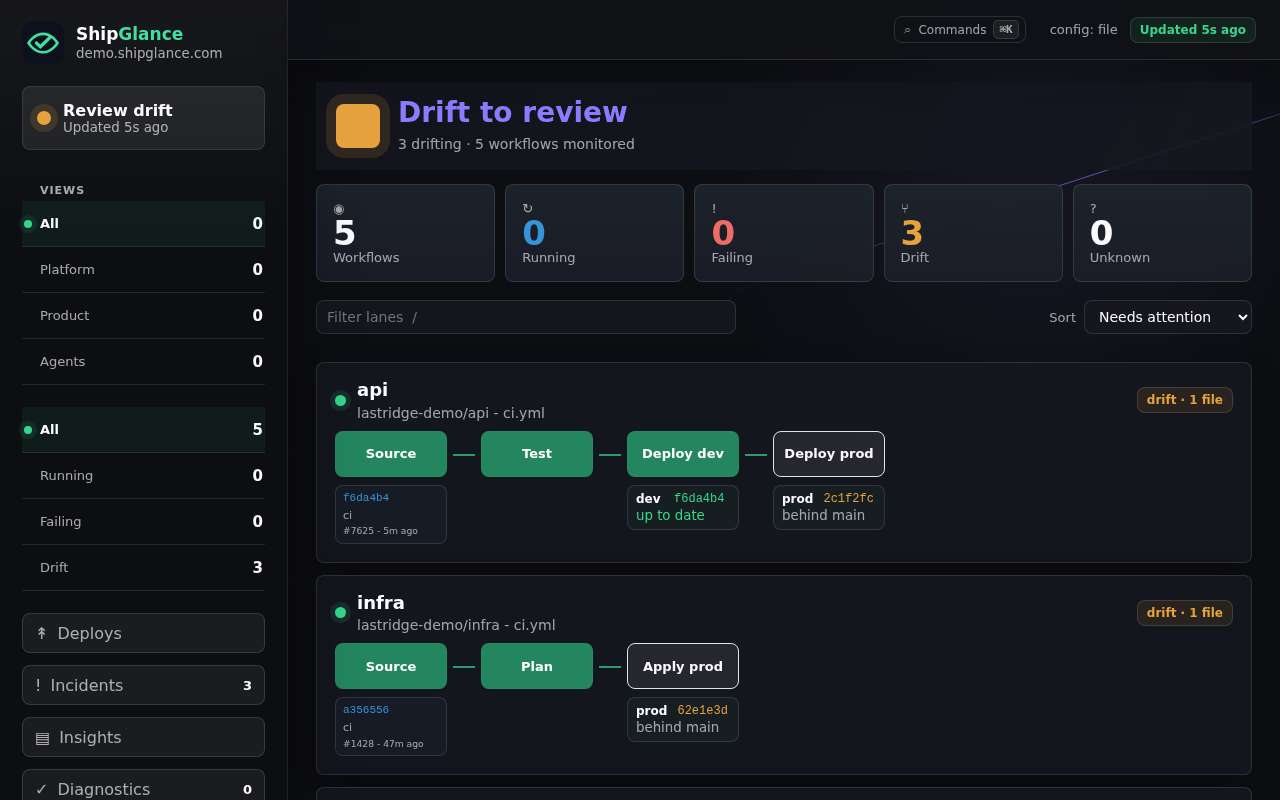 ShipGlance
demo.shipglance.com
Review drift
Updated 5s ago
VIEWS
All 0
Platform 0
Product 0
Agents 0
All 5
Running 0
Failing 0
Drift 3
Deploys
! Incidents 3
Insights
✓ Diagnostics 0
Commands ⌘K
config: file
Updated 5s ago
Drift to review
3 drifting · 5 workflows monitored
5
Workflows
0
Running
!
0
Failing
3
Drift
?
0
Unknown
Filter lanes /
Sort
Needs attention
api
lastridge-demo/api - ci.yml
drift · 1 file
Source
Test
Deploy dev
Deploy prod
f6da4b4
ci
#7625 - 5m ago
dev f6da4b4
up to date
prod 2c1f2fc
behind main
infra
lastridge-demo/infra - ci.yml
drift · 1 file
Source
Plan
Apply prod
a356556
ci
#1428 - 47m ago
prod 62e1e3d
behind main